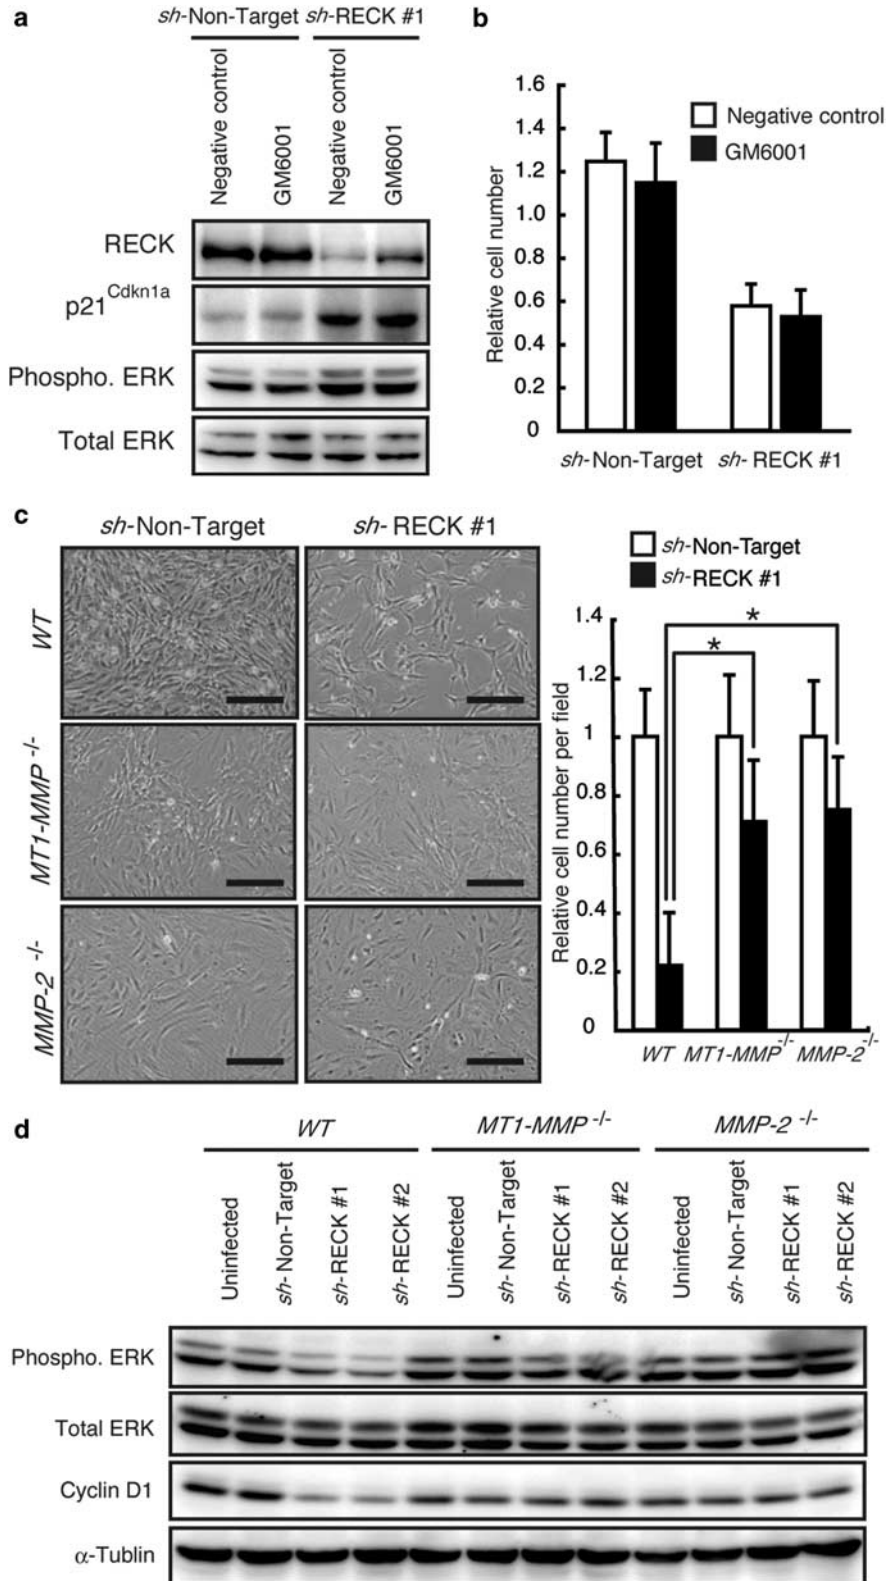 a
sh-Non-Target sh-RECK #1
Negative control
GM6001
Negative control
GM6001
RECK
p21Cdkn1a
Phospho. ERK
Total ERK
b
Relative cell number
1.6
1.4
1.2
1.0
0.8
0.6
0.4
0.2
0
Negative control
GM6001
sh-Non-Target sh- RECK #1
c
sh-Non-Target sh- RECK #1
WT
MT1-MMP -/-
MMP-2 -/-
sh-Non-Target
sh-RECK #1
Relative cell number per field
1.4
1.2
1
0.8
0.6
0.4
0.2
0
*
*
WT MT1-MMP-/- MMP-2-/-
d
WT MT1-MMP -/- MMP-2 -/-
Uninfected
sh- Non-Target
sh-RECK #1
sh-RECK #2
Uninfected
sh- Non-Target
sh-RECK #1
sh-RECK #2
Uninfected
sh- Non-Target
sh-RECK #1
sh-RECK #2
Phospho. ERK
Total ERK
Cyclin D1
α-Tublin